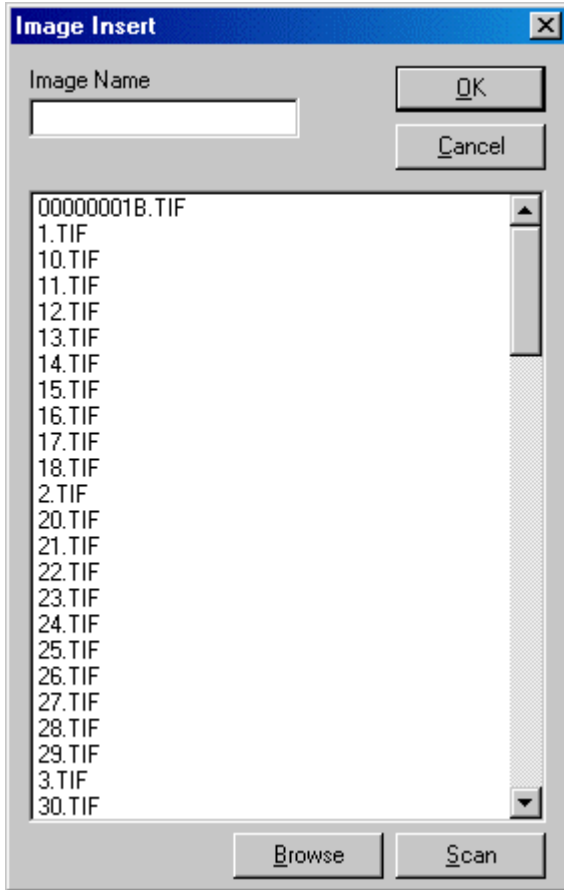 Image Insert
Image Name
OK
Cancel
00000001B.TIF
1.TIF
10.TIF
11.TIF
12.TIF
13.TIF
14.TIF
15.TIF
16.TIF
17.TIF
18.TIF
2.TIF
20.TIF
21.TIF
22.TIF
23.TIF
24.TIF
25.TIF
26.TIF
27.TIF
28.TIF
29.TIF
3.TIF
30.TIF
Browse Scan